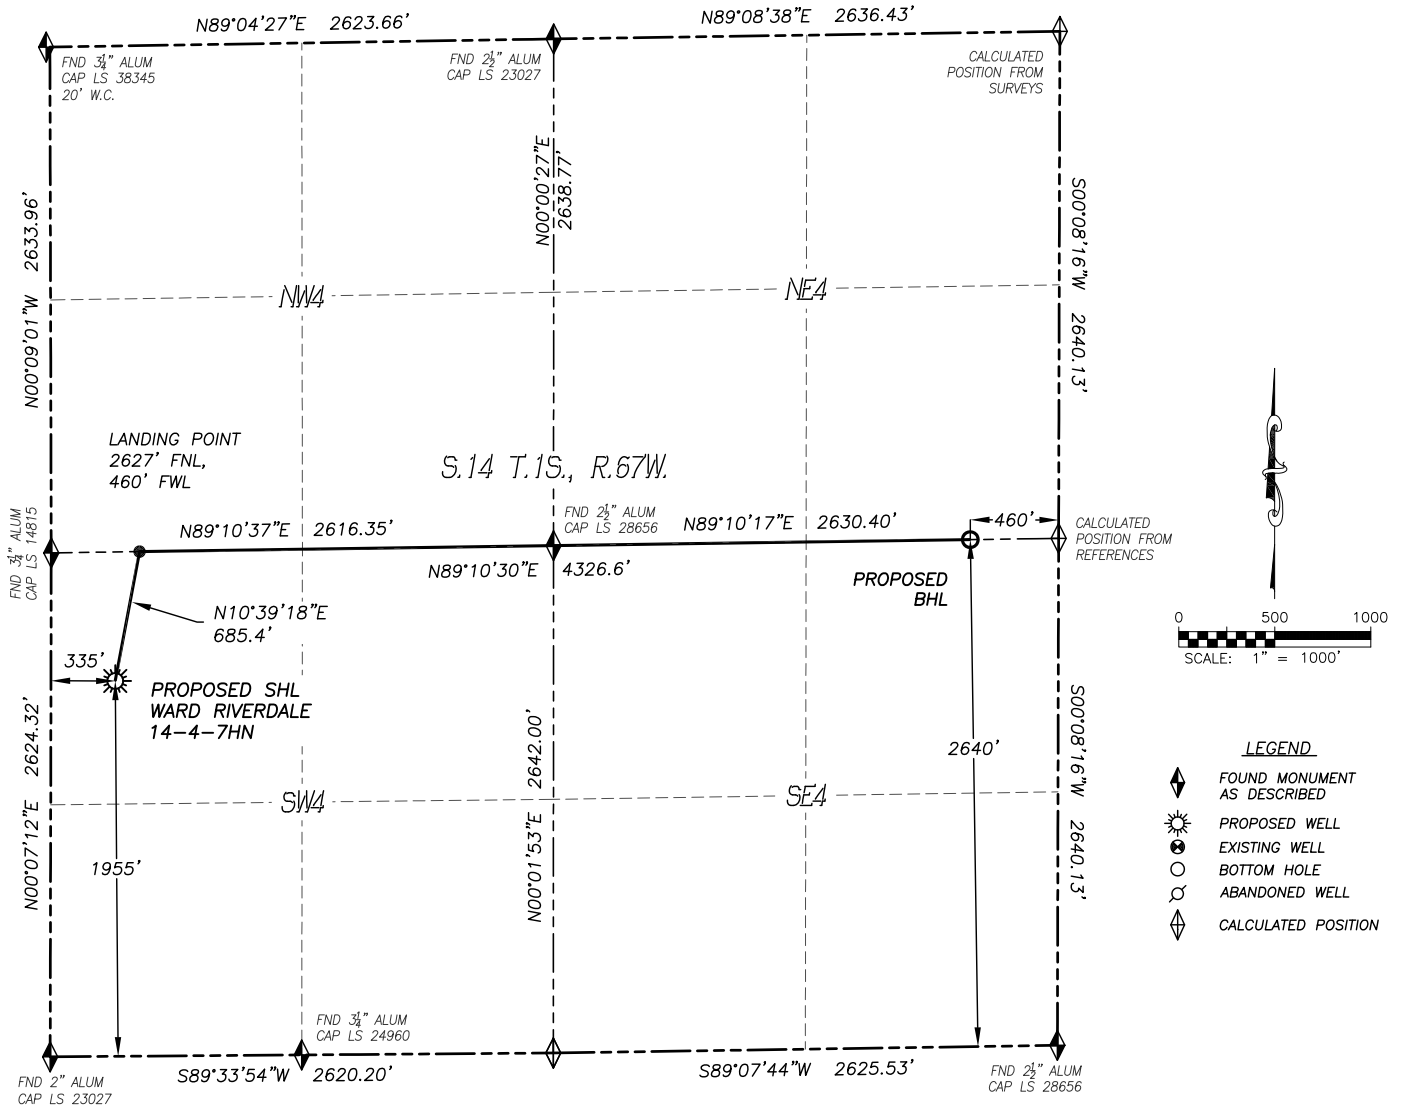 N89°04'27"E 2623.66'
N89°08'38"E 2636.43'
FND 3¼" ALUM
CAP LS 38345
20' W.C.
FND 2½" ALUM
CAP LS 23027
CALCULATED
POSITION FROM
SURVEYS
N00°09'01"W 2633.96'
N00°00'27"E
2638.77'
S00°08'16"W 2640.13'
NW4
NE4
LANDING POINT
2627' FNL,
460' FWL
S.14 T.1S., R.67W.
FND 3¼" ALUM
CAP LS 14815
N89°10'37"E 2616.35'
FND 2½" ALUM
CAP LS 28656
N89°10'17"E 2630.40'
460'
CALCULATED
POSITION FROM
REFERENCES
N89°10'30"E 4326.6'
PROPOSED
BHL
N10°39'18"E
685.4'
335'
PROPOSED SHL
WARD RIVERDALE
14-4-7HN
N00°07'12"E 2624.32'
N00°01'53"E 2642.00'
2640'
S00°08'16"W 2640.13'
SW4
SE4
1955'
FND 3¼" ALUM
CAP LS 24960
FND 2" ALUM
CAP LS 23027
S89°33'54"W 2620.20'
S89°07'44"W 2625.53'
FND 2½" ALUM
CAP LS 28656
0 500 1000
SCALE: 1" = 1000'
LEGEND
FOUND MONUMENT
AS DESCRIBED
PROPOSED WELL
EXISTING WELL
BOTTOM HOLE
ABANDONED WELL
CALCULATED POSITION